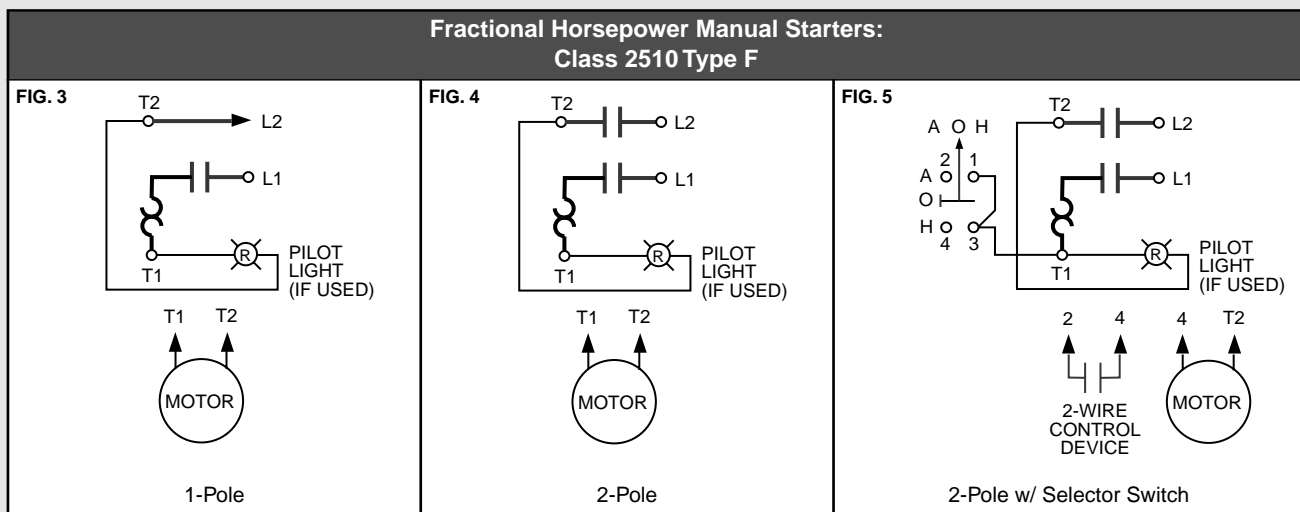 Fractional Horsepower Manual Starters:
Class 2510 Type F
FIG. 3
T2
L2
L1
T1
R
PILOT
LIGHT
(IF USED)
T1 T2
MOTOR
1-Pole
FIG. 4
T2
L2
L1
T1
R
PILOT
LIGHT
(IF USED)
T1 T2
MOTOR
2-Pole
FIG. 5
A O H
2 1
A
O
H
4 3
T2
L2
L1
T1
R
PILOT
LIGHT
(IF USED)
2 4
2-WIRE
CONTROL
DEVICE
4 T2
MOTOR
2-Pole w/ Selector Switch